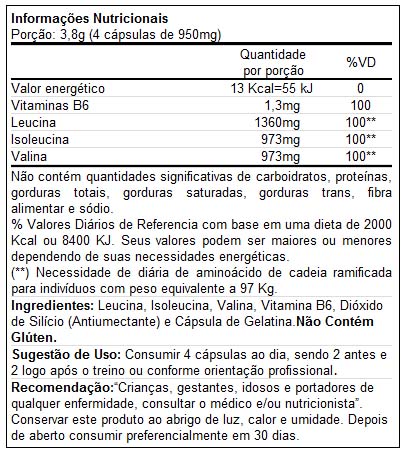 Informações Nutricionais
Porção: 3,8g (4 cápsulas de 950mg)
Quantidade por porção %VD
Valor energético 13 Kcal=55 kJ 0
Vitaminas B6 1,3mg 100
Leucina 1360mg 100**
Isoleucina 973mg 100**
Valina 973mg 100**
Não contém quantidades significativas de carboidratos, proteínas,
gorduras totais, gorduras saturadas, gorduras trans, fibra
alimentar e sódio.
% Valores Diários de Referencia com base em uma dieta de 2000
Kcal ou 8400 KJ. Seus valores podem ser maiores ou menores
dependendo de suas necessidades energéticas.
(**) Necessidade de diária de aminoácido de cadeia ramificada
para indivíduos com peso equivalente a 97 Kg.
Ingredientes: Leucina, Isoleucina, Valina, Vitamina B6, Dióxido
de Silício (Antiumectante) e Cápsula de Gelatina.Não Contém
Glúten.
Sugestão de Uso: Consumir 4 cápsulas ao dia, sendo 2 antes e
2 logo após o treino ou conforme orientação profissional.
Recomendação:“Crianças, gestantes, idosos e portadores de
qualquer enfermidade, consultar o médico e/ou nutricionista”.
Conservar este produto ao abrigo de luz, calor e umidade. Depois
de aberto consumir preferencialmente em 30 dias.